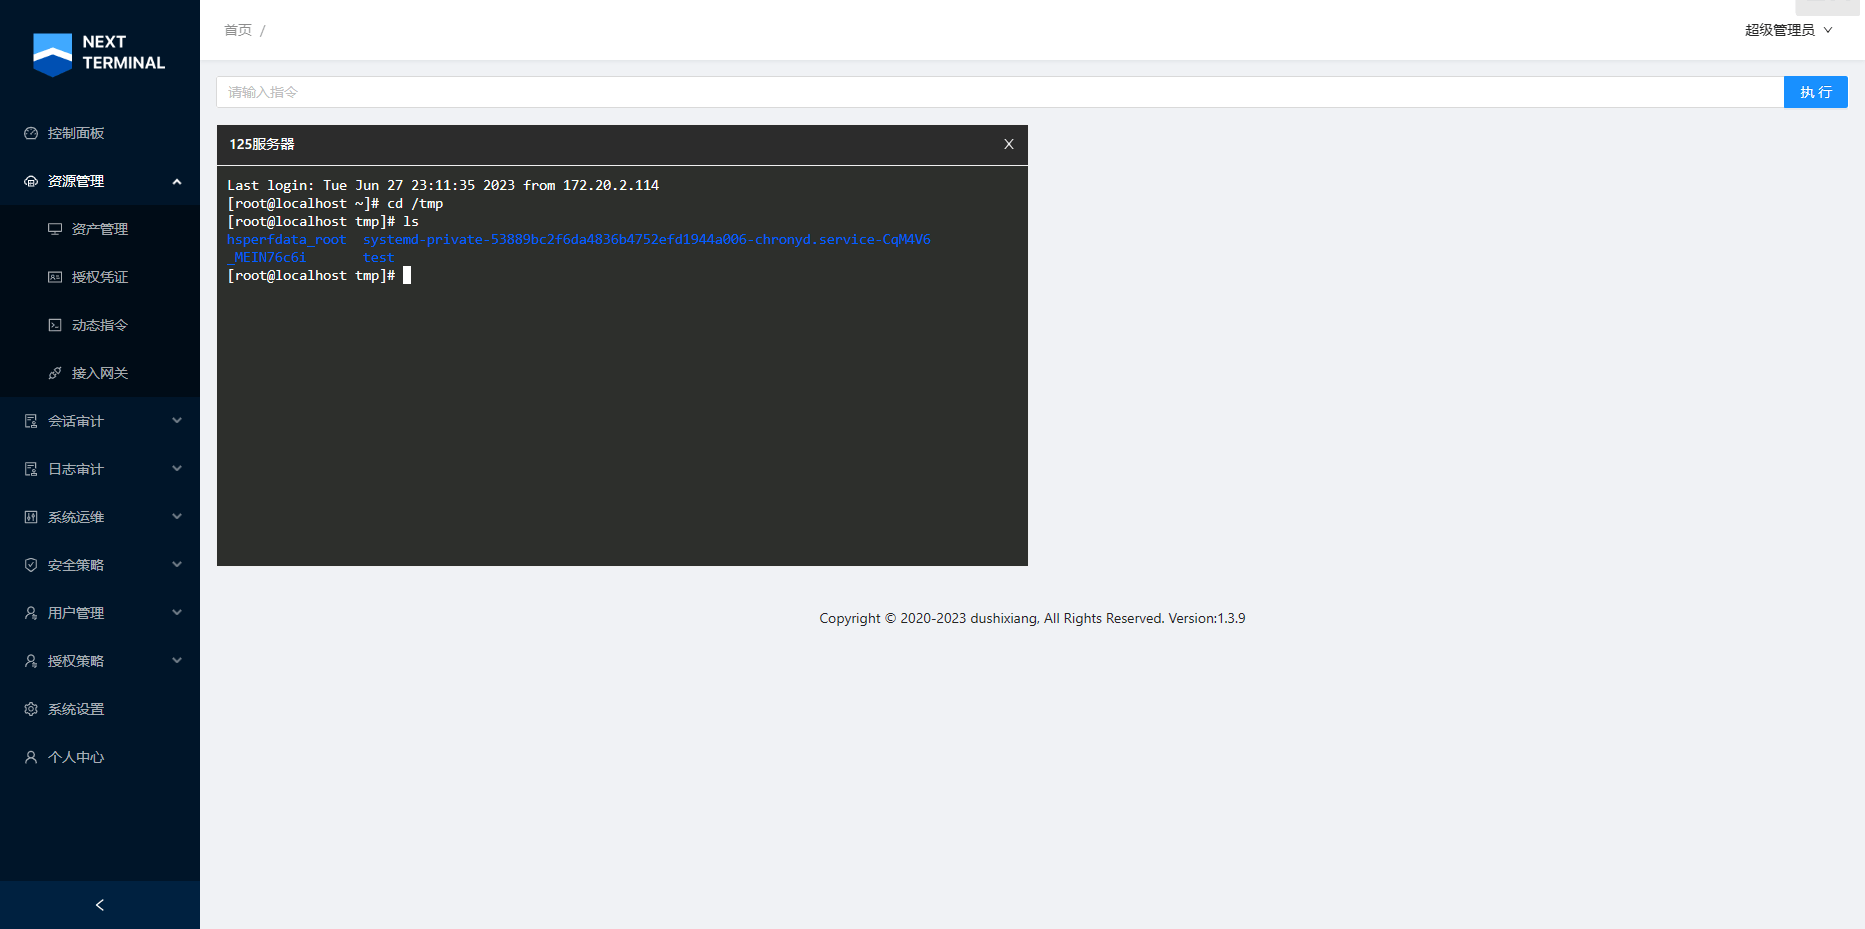 NEXT
TERMINAL
控制面板
资源管理
资产管理
授权凭证
动态指令
接入网关
会话审计
日志审计
系统运维
安全策略
用户管理
授权策略
系统设置
个人中心
首页 /
超级管理员
请输入指令
执 行
125服务器 X
Last login: Tue Jun 27 23:11:35 2023 from 172.20.2.114
[root@localhost ~]# cd /tmp
[root@localhost tmp]# ls
hsperfdata_root  systemd-private-53889bc2f6da4836b4752efd1944a006-chronyd.service-CqM4V6
_MEIN76c6i       test
[root@localhost tmp]#
Copyright © 2020-2023 dushixiang, All Rights Reserved. Version:1.3.9